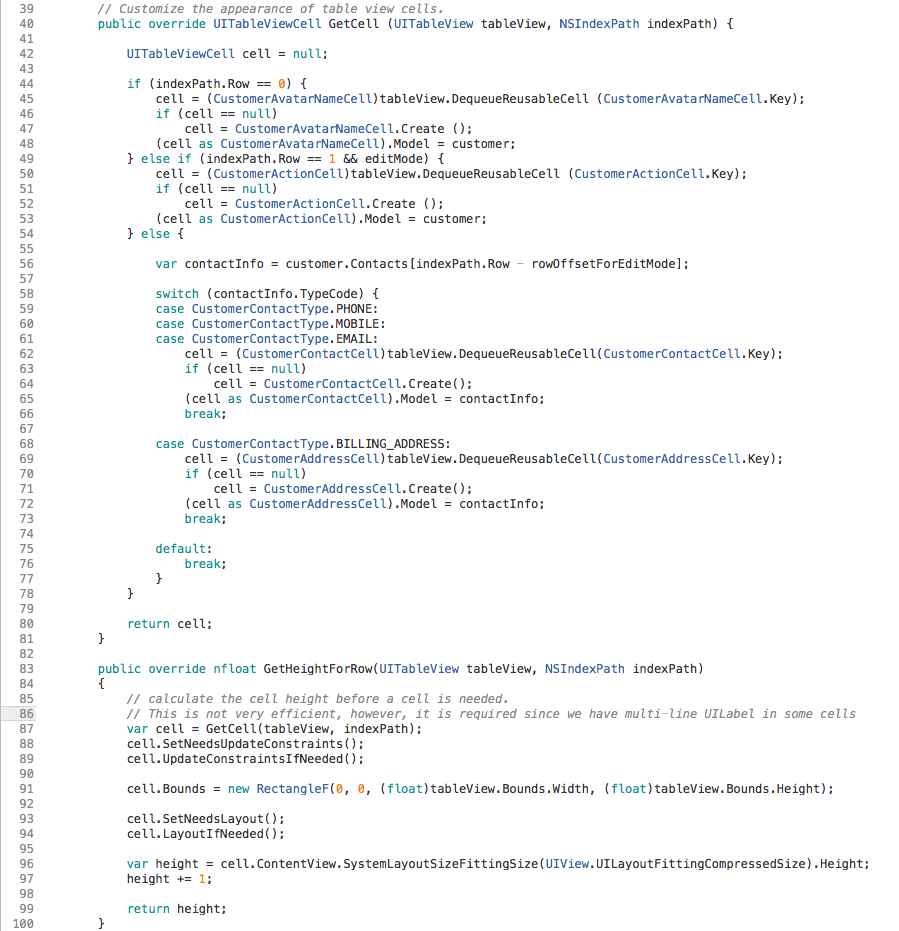 39 // Customize the appearance of table view cells.
40 public override UITableViewCell GetCell (UITableView tableView, NSIndexPath indexPath) {
41
42 UITableViewCell cell = null;
43
44 if (indexPath.Row == 0) {
45 cell = (CustomerAvatarNameCell)tableView.DequeueReusableCell (CustomerAvatarNameCell.Key);
46 if (cell == null)
47 cell = CustomerAvatarNameCell.Create ();
48 (cell as CustomerAvatarNameCell).Model = customer;
49 } else if (indexPath.Row == 1 && editMode) {
50 cell = (CustomerActionCell)tableView.DequeueReusableCell (CustomerActionCell.Key);
51 if (cell == null)
52 cell = CustomerActionCell.Create ();
53 (cell as CustomerActionCell).Model = customer;
54 } else {
55
56 var contactInfo = customer.Contacts[indexPath.Row - rowOffsetForEditMode];
57
58 switch (contactInfo.TypeCode) {
59 case CustomerContactType.PHONE:
60 case CustomerContactType.MOBILE:
61 case CustomerContactType.EMAIL:
62 cell = (CustomerContactCell)tableView.DequeueReusableCell(CustomerContactCell.Key);
63 if (cell == null)
64 cell = CustomerContactCell.Create();
65 (cell as CustomerContactCell).Model = contactInfo;
66 break;
67
68 case CustomerContactType.BILLING_ADDRESS:
69 cell = (CustomerAddressCell)tableView.DequeueReusableCell(CustomerAddressCell.Key);
70 if (cell == null)
71 cell = CustomerAddressCell.Create();
72 (cell as CustomerAddressCell).Model = contactInfo;
73 break;
74
75 default:
76 break;
77 }
78 }
79
80 return cell;
81 }
82
83 public override nfloat GetHeightForRow(UITableView tableView, NSIndexPath indexPath)
84 {
85 // calculate the cell height before a cell is needed.
86 // This is not very efficient, however, it is required since we have multi-line UILabel in some cells
87 var cell = GetCell(tableView, indexPath);
88 cell.SetNeedsUpdateConstraints();
89 cell.UpdateConstraintsIfNeeded();
90
91 cell.Bounds = new RectangleF(0, 0, (float)tableView.Bounds.Width, (float)tableView.Bounds.Height);
92
93 cell.SetNeedsLayout();
94 cell.LayoutIfNeeded();
95
96 var height = cell.ContentView.SystemLayoutSizeFittingSize(UIView.UILayoutFittingCompressedSize).Height;
97 height += 1;
98
99 return height;
100 }